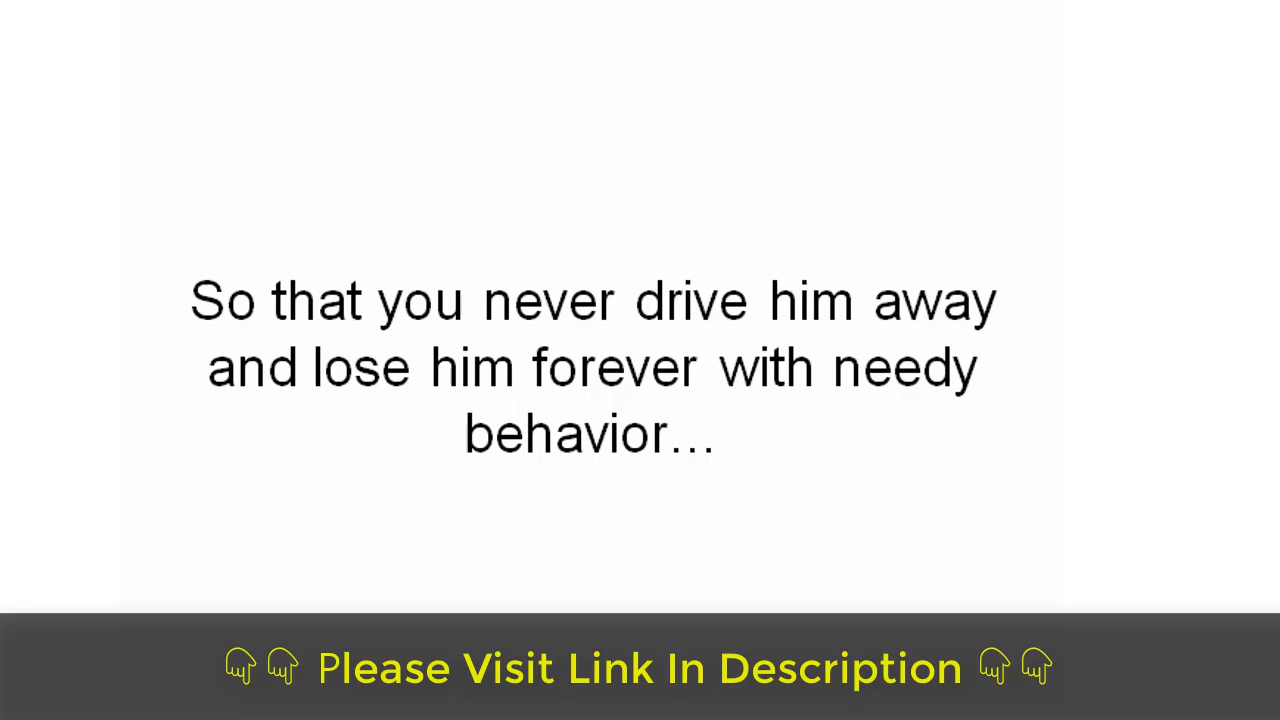 So that you never drive him away
and lose him forever with needy
behavior...
👇👇 Please Visit Link In Description 👇👇